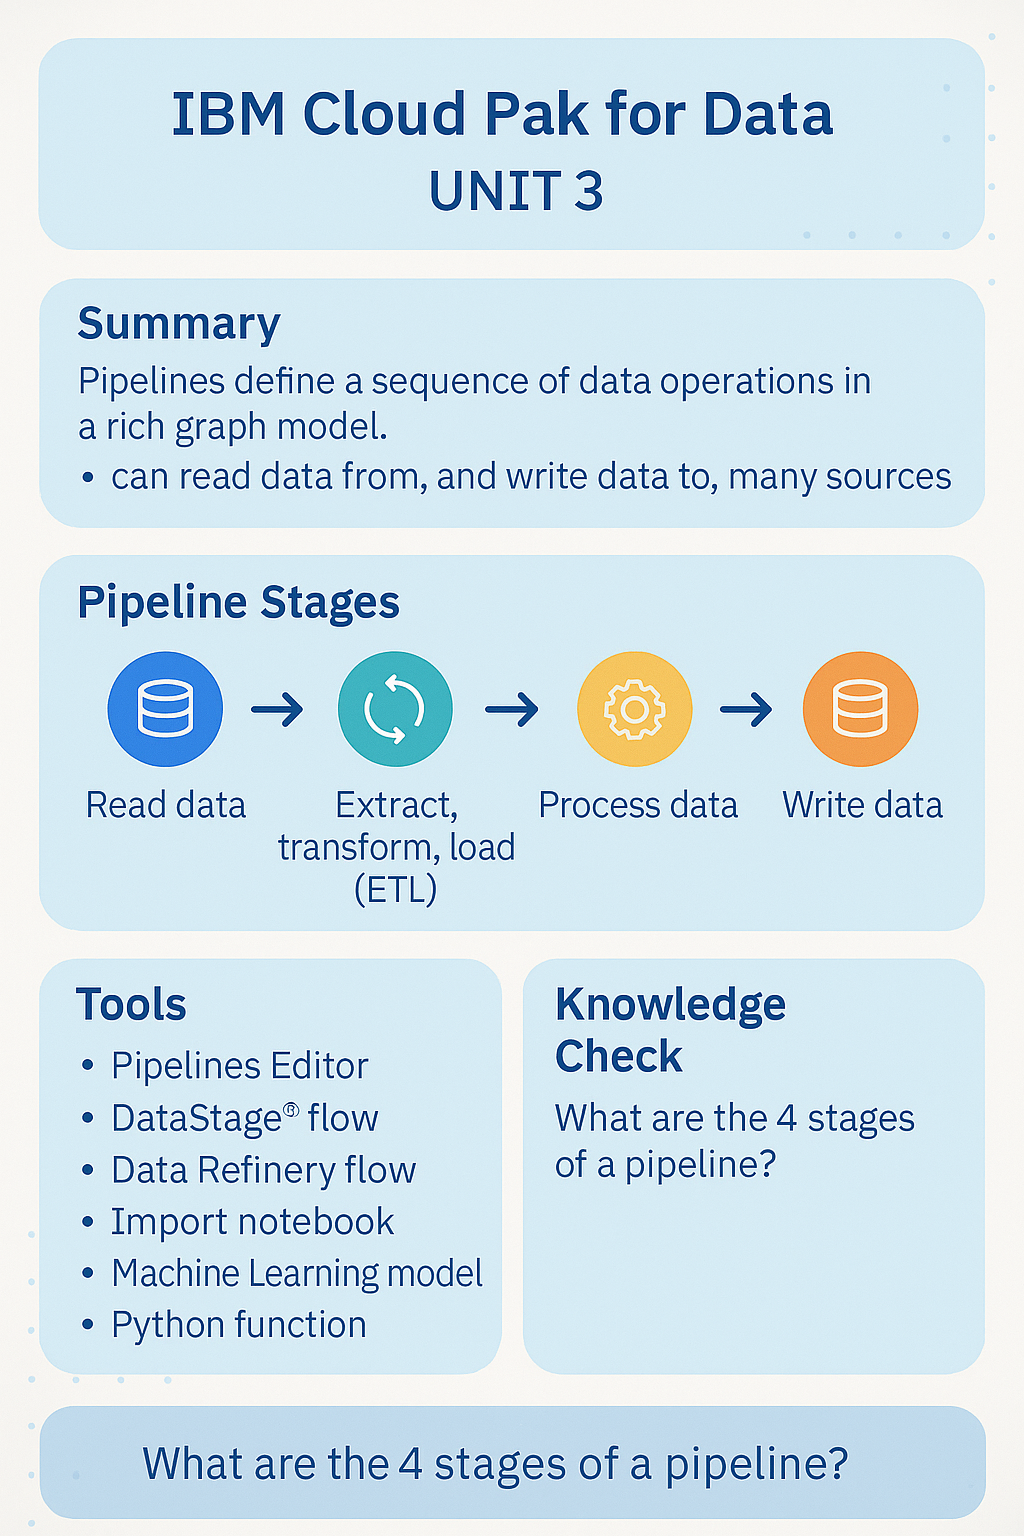 IBM Cloud Pak for Data
UNIT 3
Summary
Pipelines define a sequence of data operations in
a rich graph model.
• can read data from, and write data to, many sources
Pipeline Stages
Read data
Extract,
transform, load
(ETL)
Process data
Write data
Tools
• Pipelines Editor
• DataStage® flow
• Data Refinery flow
• Import notebook
• Machine Learning model
• Python function
Knowledge
Check
What are the 4 stages
of a pipeline?
What are the 4 stages of a pipeline?